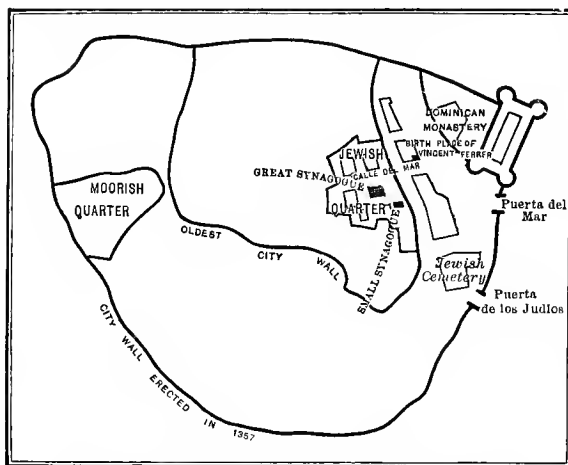 DOMINICAN
MONASTERY
BIRTH PLACE OF
VINCENT FERRER
JEWISH
CALLE DEL MAR
GREAT SYNAGOGUE
QUARTER
SMALL SYNAGOGUE
MOORISH
QUARTER
OLDEST CITY WALL
Puerta del
Mar
Jewish
Cemetery
Puerta
de los Judíos
CITY WALL ERECTED IN 1357